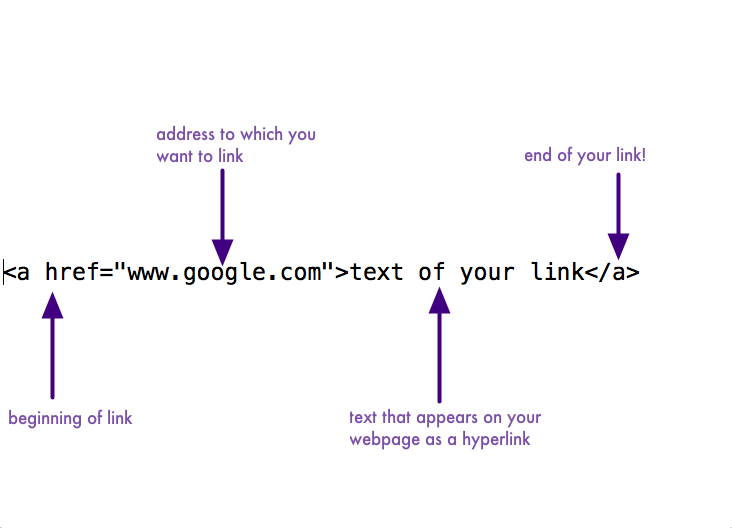 address to which you
want to link
end of your link!
<a href="www.google.com">text of your link</a>
beginning of link
text that appears on your
webpage as a hyperlink